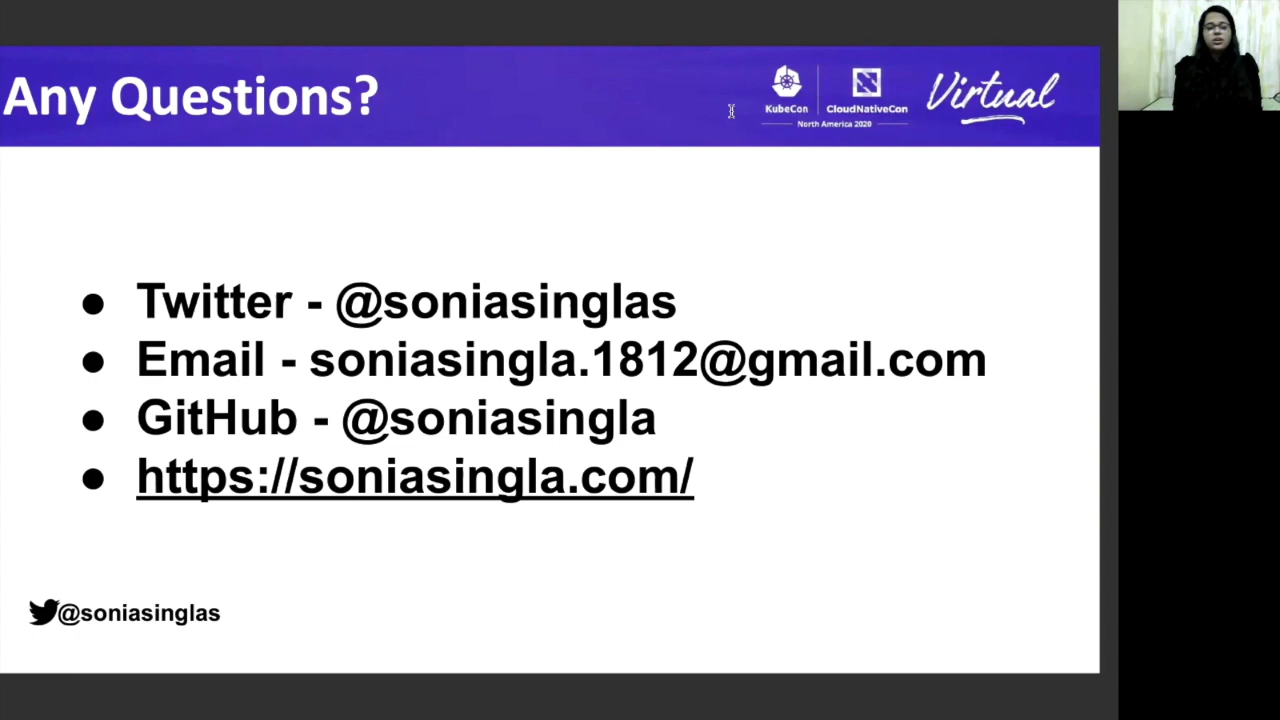 Any Questions?
KubeCon
CloudNativeCon
North America 2020
Virtual
● Twitter - @soniasinglas
● Email - soniasingla.1812@gmail.com
● GitHub - @soniasingla
● https://soniasingla.com/
@soniasinglas